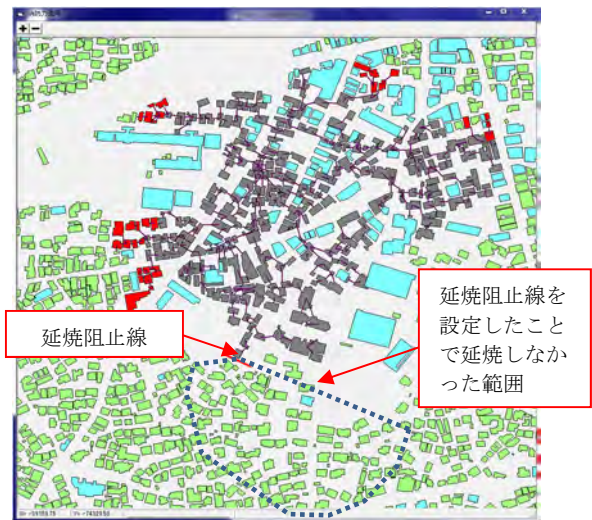 延焼阻止線
延焼阻止線を
設定したこと
で延焼しなか
った範囲